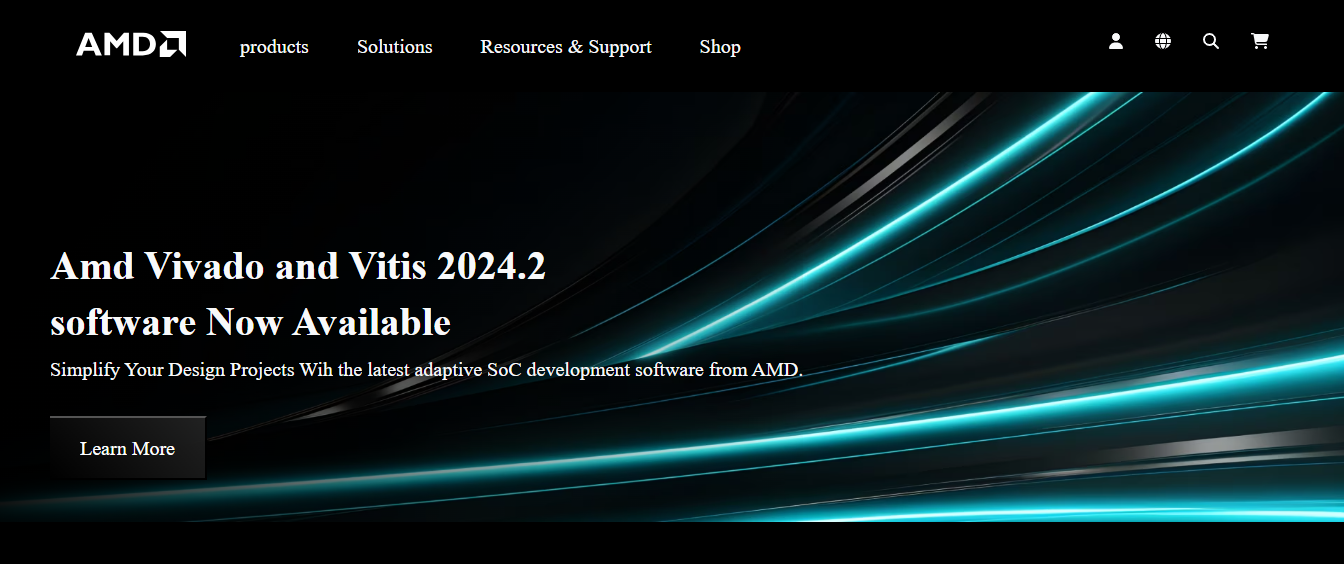 AMD
products Solutions Resources & Support Shop
Amd Vivado and Vitis 2024.2
software Now Available
Simplify Your Design Projects Wih the latest adaptive SoC development software from AMD.
Learn More